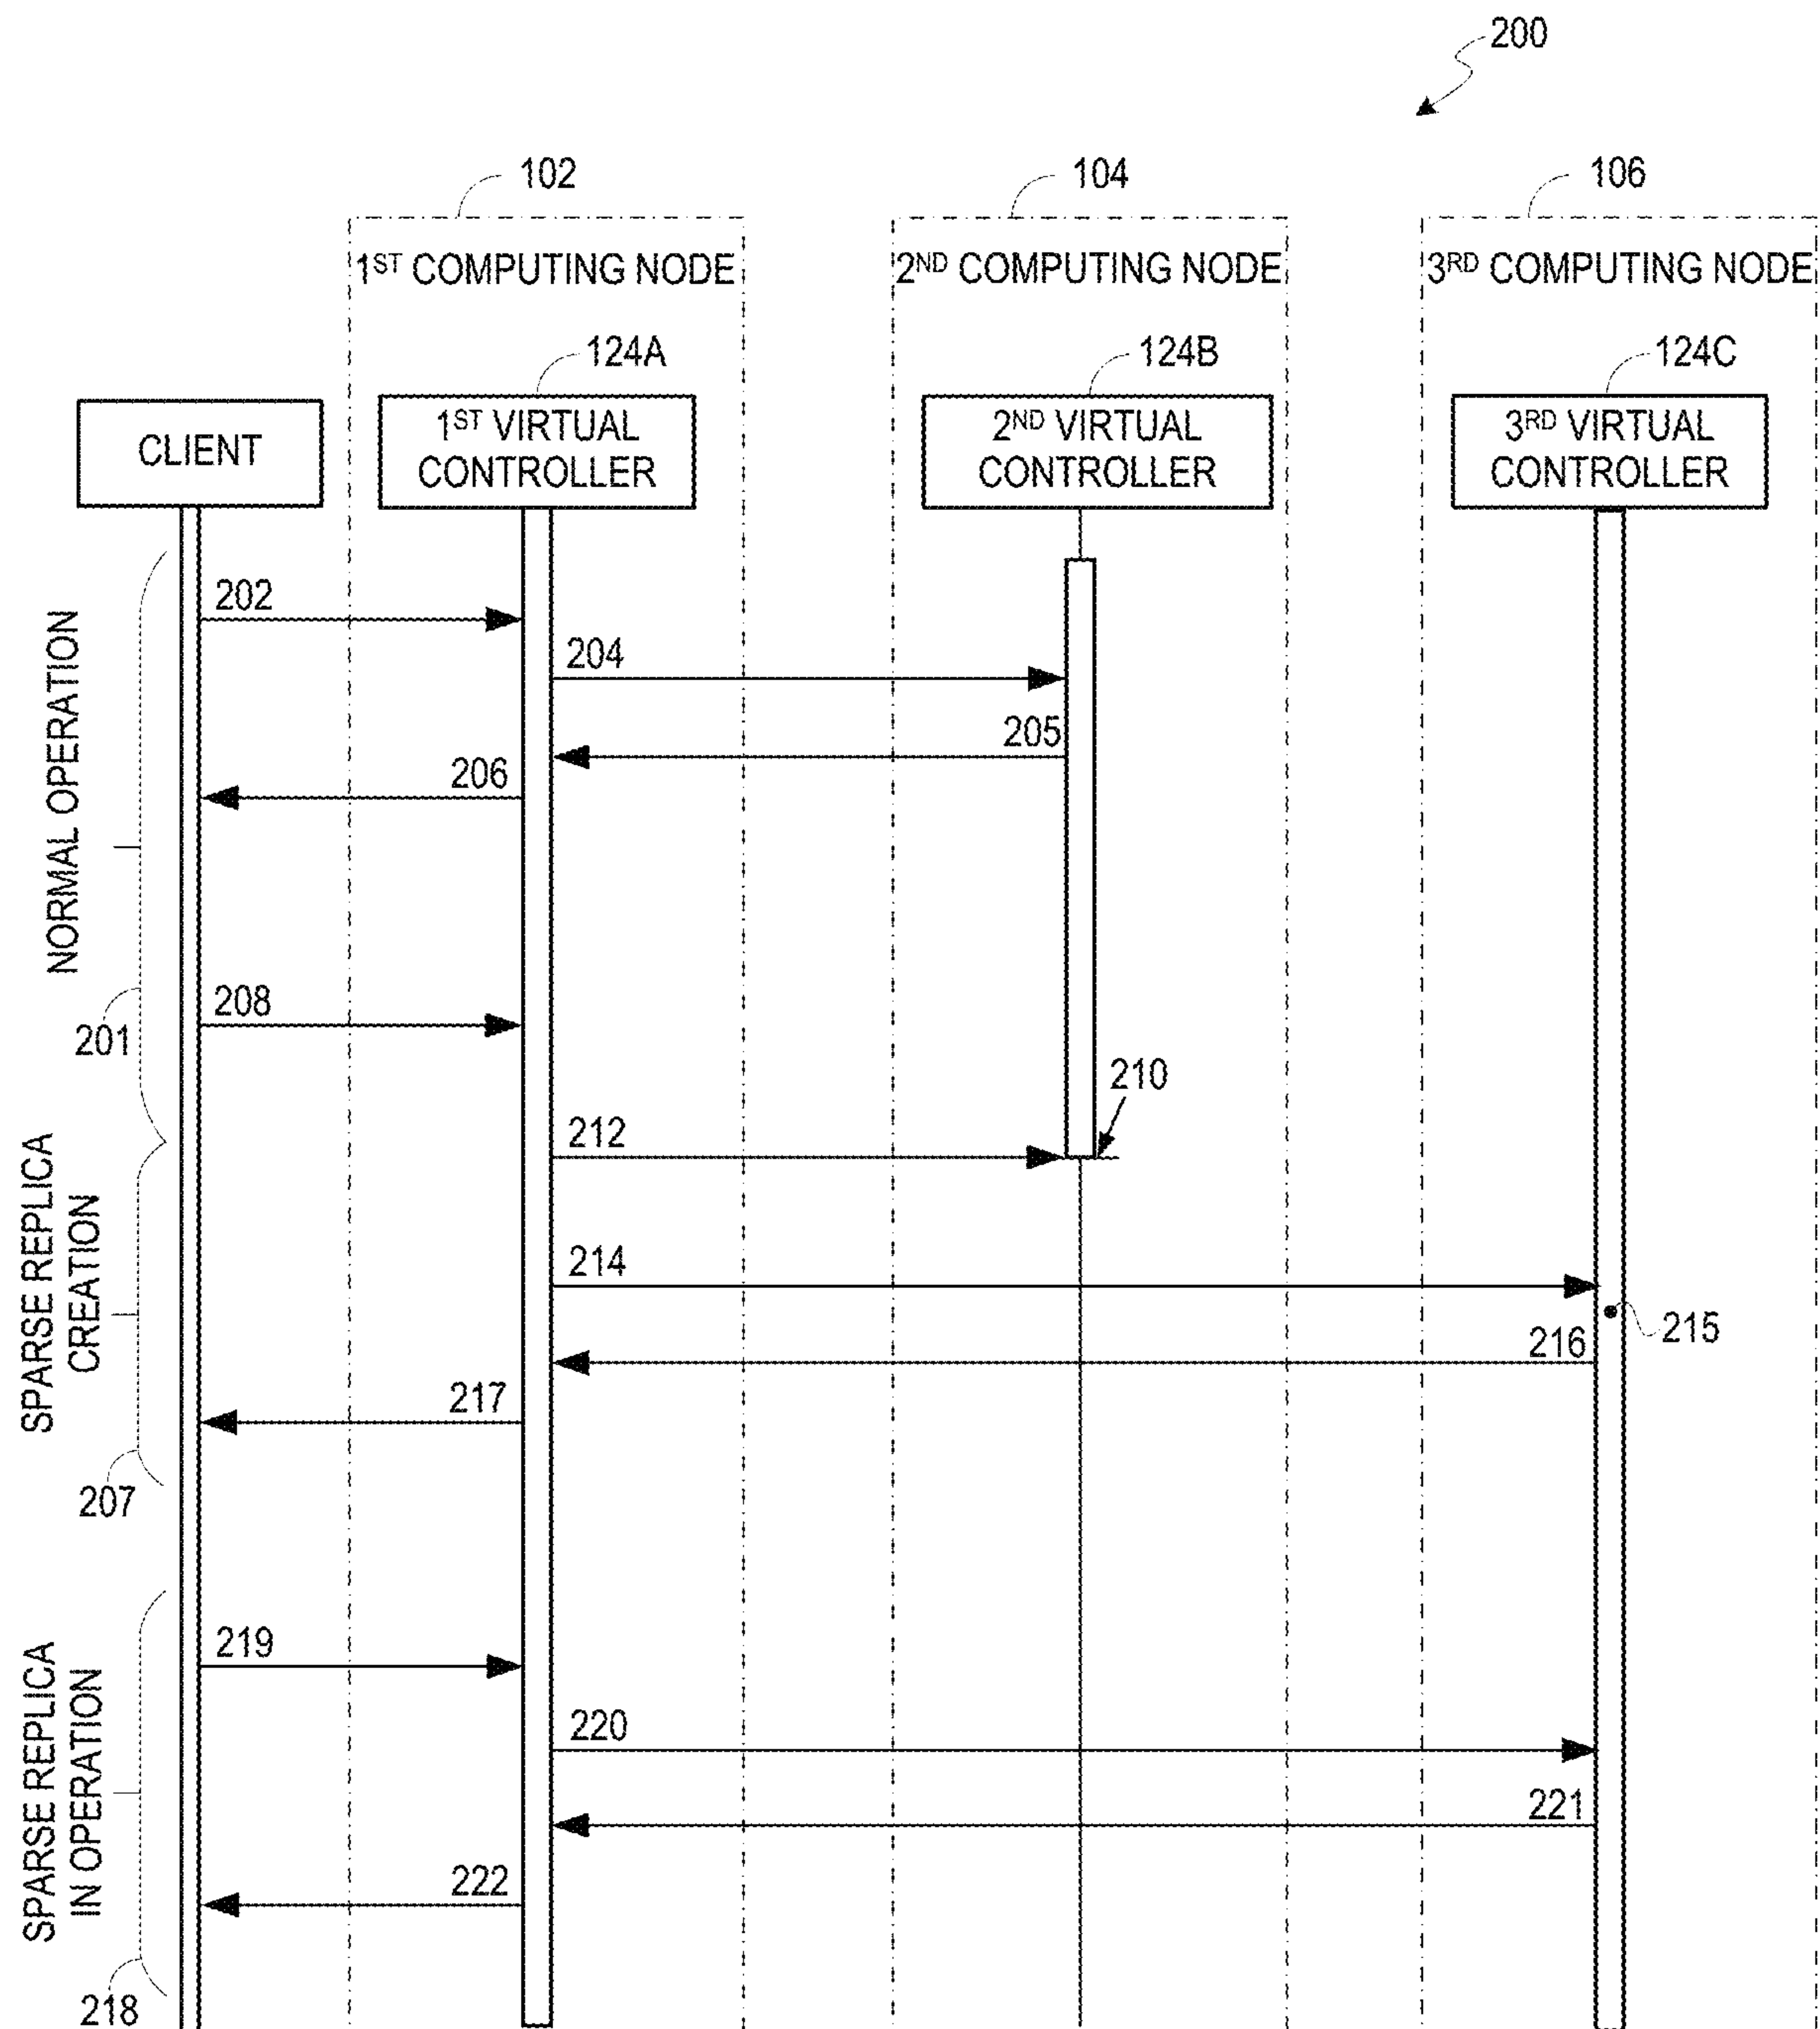 200
102
104
106
1ST COMPUTING NODE
2ND COMPUTING NODE
3RD COMPUTING NODE
124A
124B
124C
CLIENT
1ST VIRTUAL
CONTROLLER
2ND VIRTUAL
CONTROLLER
3RD VIRTUAL
CONTROLLER
NORMAL OPERATION
201
202
204
205
206
208
210
212
SPARSE REPLICA
CREATION
207
214
215
216
217
SPARSE REPLICA
IN OPERATION
218
219
220
221
222